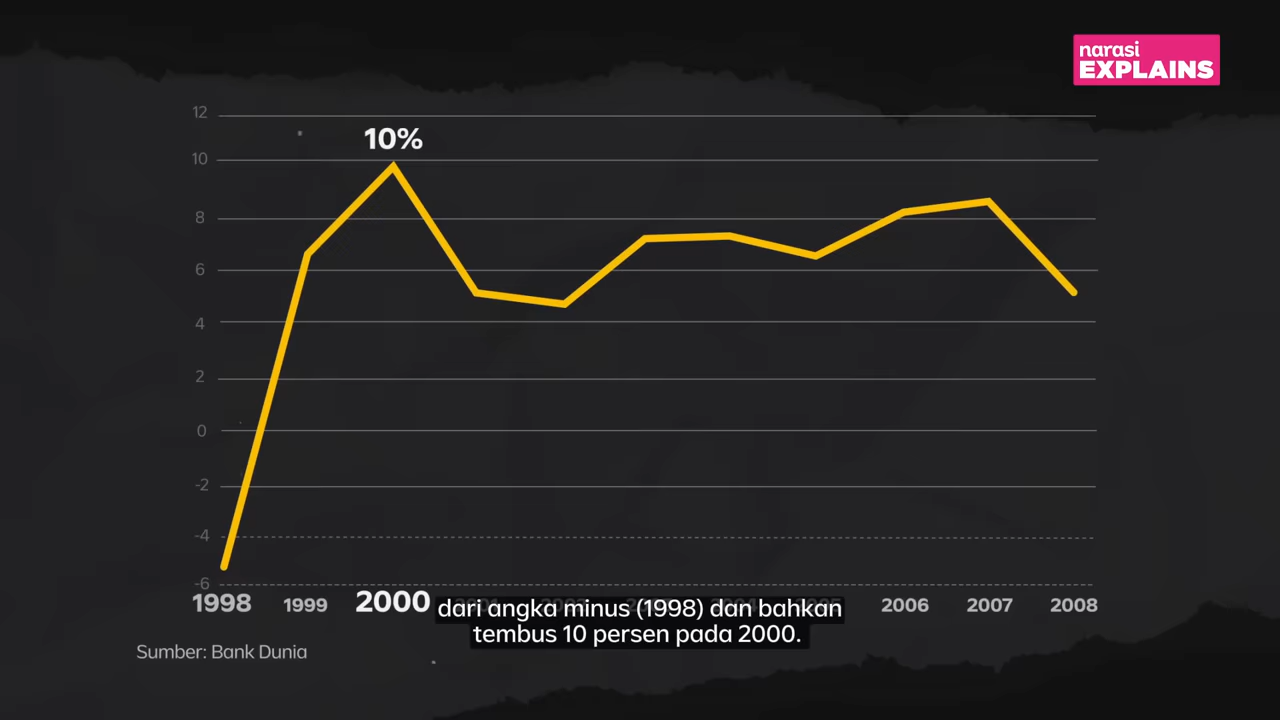 narasi
EXPLAINS
12
10%
10
8
6
4
2
0
-2
-4
-6
1998 1999 2000 2006 2007 2008
dari angka minus (1998) dan bahkan
tembus 10 persen pada 2000.
Sumber: Bank Dunia